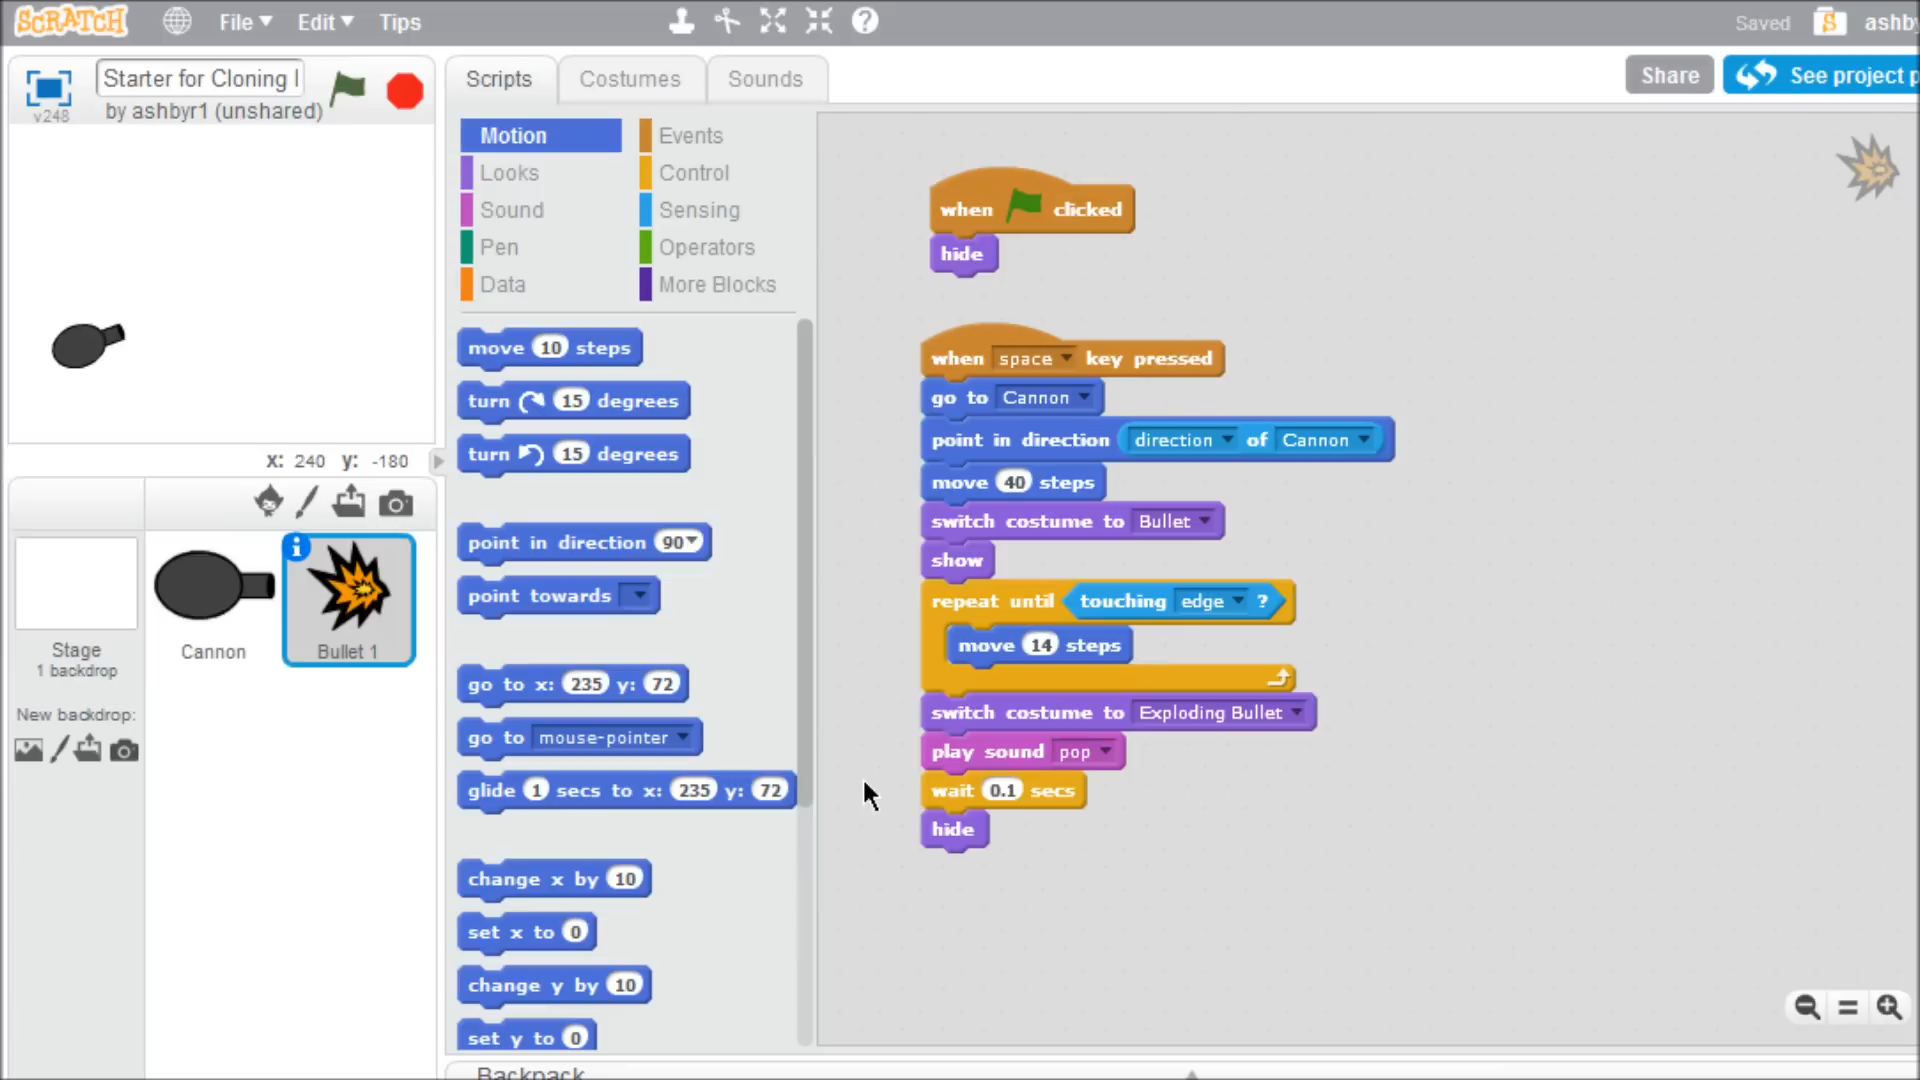 SCRATCH File Edit Tips Saved ashby
Starter for Cloning
by ashbyr1 (unshared)
v248
Scripts Costumes Sounds
Share See project p
Motion Events
Looks Control
Sound Sensing
Pen Operators
Data More Blocks
move 10 steps
turn 15 degrees
turn 15 degrees
point in direction 90
point towards
go to x: 235 y: 72
go to mouse-pointer
glide 1 secs to x: 235 y: 72
change x by 10
set x to 0
change y by 10
set y to 0
when clicked
hide
when space key pressed
go to Cannon
point in direction direction of Cannon
move 40 steps
switch costume to Bullet
show
repeat until touching edge ?
move 14 steps
switch costume to Exploding Bullet
play sound pop
wait 0.1 secs
hide
x: 240 y: -180
Stage
1 backdrop
New backdrop:
Cannon
Bullet 1
Backpack